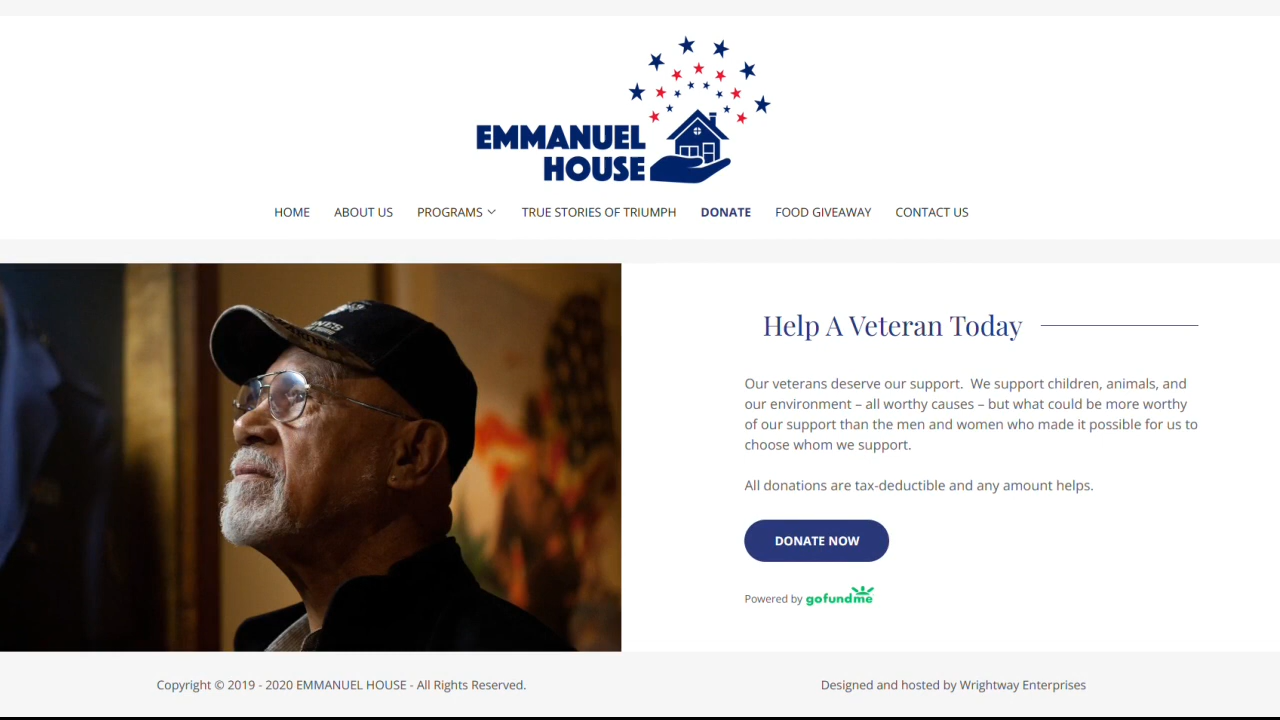 EMMANUEL
HOUSE
HOME ABOUT US PROGRAMS TRUE STORIES OF TRIUMPH DONATE FOOD GIVEAWAY CONTACT US
Help A Veteran Today
Our veterans deserve our support.  We support children, animals, and
our environment – all worthy causes – but what could be more worthy
of our support than the men and women who made it possible for us to
choose whom we support.
All donations are tax-deductible and any amount helps.
DONATE NOW
Powered by gofundme
Copyright © 2019 - 2020 EMMANUEL HOUSE - All Rights Reserved.
Designed and hosted by Wrightway Enterprises